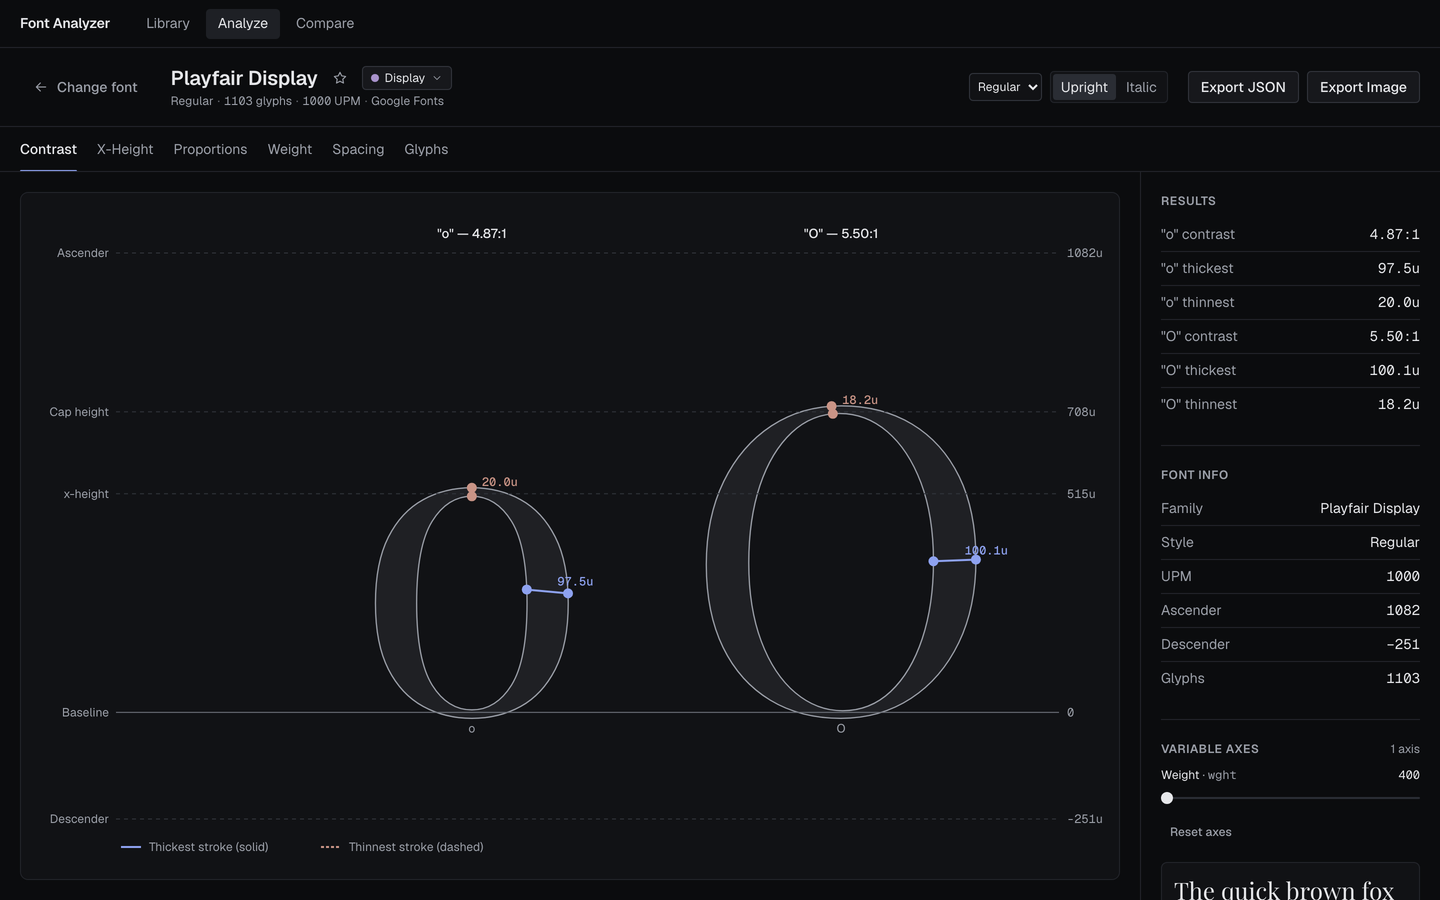 Font Analyzer Library Analyze Compare
Change font
Playfair Display Display
Regular · 1103 glyphs · 1000 UPM · Google Fonts
Regular Upright Italic Export JSON Export Image
Contrast X-Height Proportions Weight Spacing Glyphs
"o" — 4.87:1 "O" — 5.50:1
Ascender 1082u
18.2u
Cap height 708u
20.0u
x-height 515u
100.1u
97.5u
Baseline 0
o O
Descender -251u
Thickest stroke (solid) Thinnest stroke (dashed)
RESULTS
"o" contrast 4.87:1
"o" thickest 97.5u
"o" thinnest 20.0u
"O" contrast 5.50:1
"O" thickest 100.1u
"O" thinnest 18.2u
FONT INFO
Family Playfair Display
Style Regular
UPM 1000
Ascender 1082
Descender -251
Glyphs 1103
VARIABLE AXES 1 axis
Weight · wght 400
Reset axes
The quick brown fox